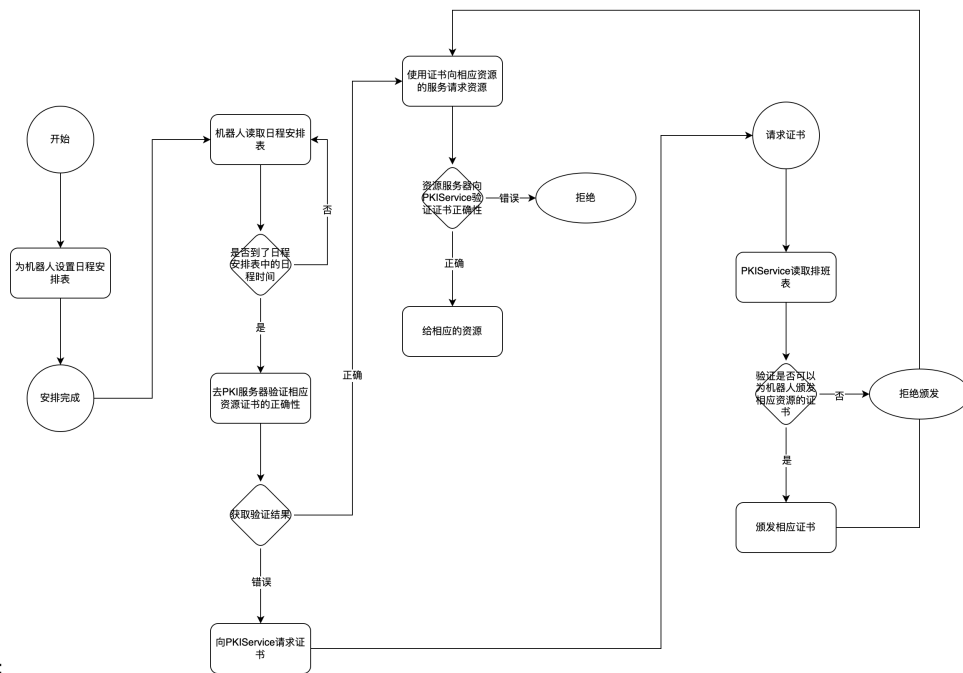 开始
为机器人设置日程安
排表
安排完成
机器人读取日程安排
表
否
是否到了日程
安排表中的日
程时间
是
去PKI服务器验证相应
资源证书的正确性
获取验证结果
正确
错误
向PKIService请求证
书
使用证书向相应资源
的服务请求资源
资源服务器向
PKIService验
证证书正确性
错误
拒绝
正确
给相应的资源
请求证书
PKIService读取排班
表
验证是否可以
为机器人颁发
相应资源的证
书
否
拒绝颁发
是
颁发相应证书